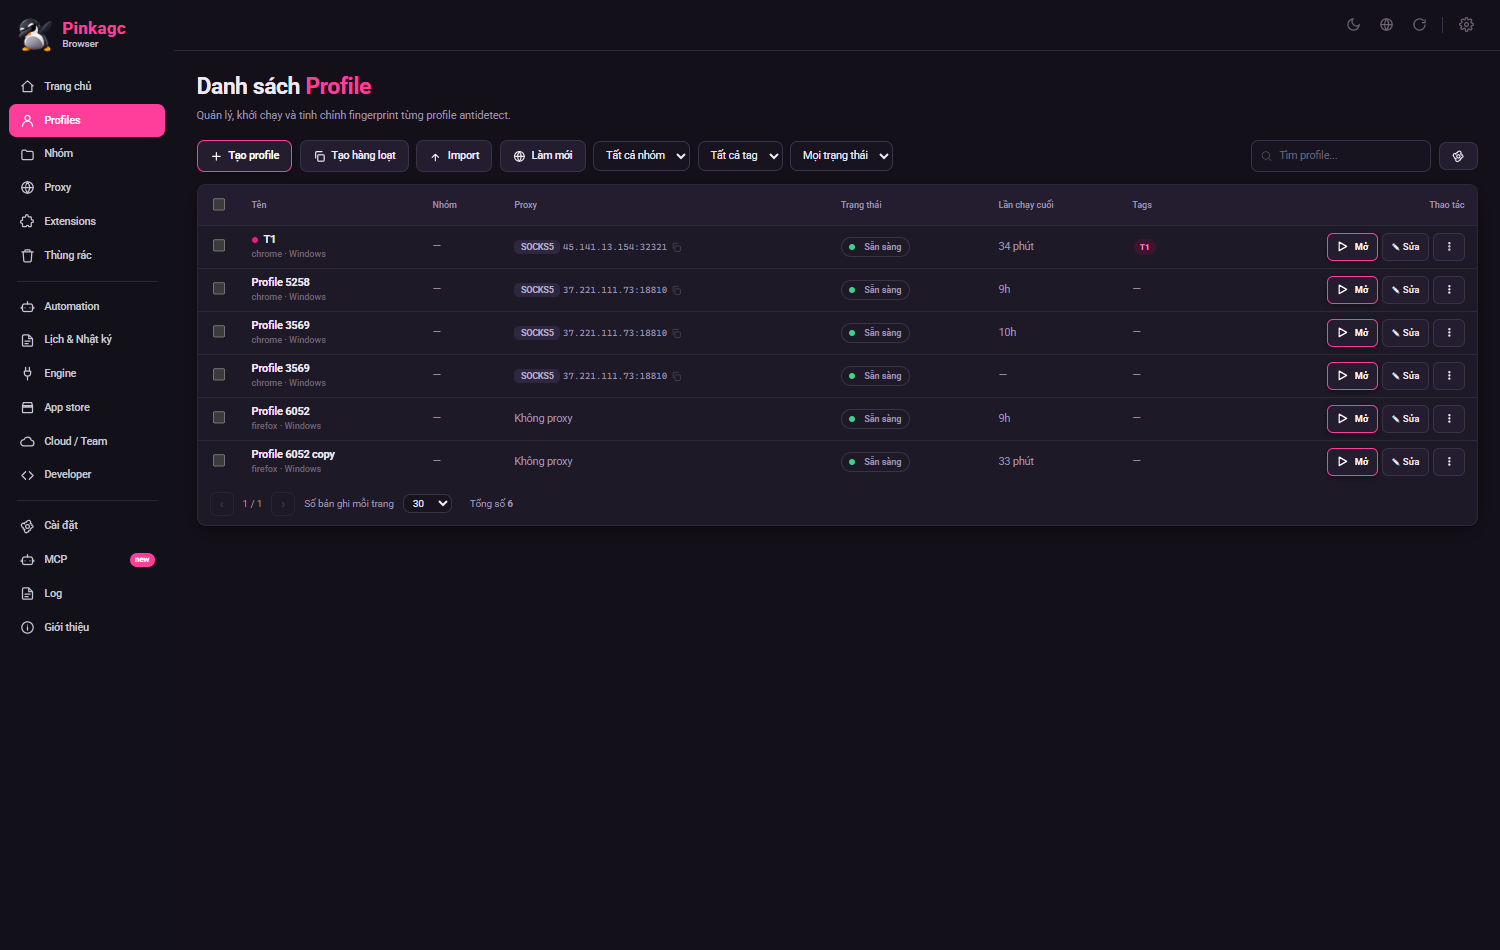 Pinkagc
Browser
Trang chủ
Profiles
Nhóm
Proxy
Extensions
Thùng rác
Automation
Lịch & Nhật ký
Engine
App store
Cloud / Team
Developer
Cài đặt
MCP new
Log
Giới thiệu
Danh sách Profile
Quản lý, khởi chạy và tinh chỉnh fingerprint từng profile antidetect.
+ Tạo profile Tạo hàng loạt Import Làm mới Tất cả nhóm Tất cả tag Mọi trạng thái Tìm profile...
Tên Nhóm Proxy Trạng thái Lần chạy cuối Tags Thao tác
T1 — SOCKS5 45.141.13.154:32321 Sẵn sàng 34 phút T1 Mở Sửa
chrome · Windows
Profile 5258 — SOCKS5 37.221.111.73:18810 Sẵn sàng 9h — Mở Sửa
chrome · Windows
Profile 3569 — SOCKS5 37.221.111.73:18810 Sẵn sàng 10h — Mở Sửa
chrome · Windows
Profile 3569 — SOCKS5 37.221.111.73:18810 Sẵn sàng — — Mở Sửa
chrome · Windows
Profile 6052 — Không proxy Sẵn sàng 9h — Mở Sửa
firefox · Windows
Profile 6052 copy — Không proxy Sẵn sàng 33 phút — Mở Sửa
firefox · Windows
‹ 1 / 1 › Số bản ghi mỗi trang 30 Tổng số 6